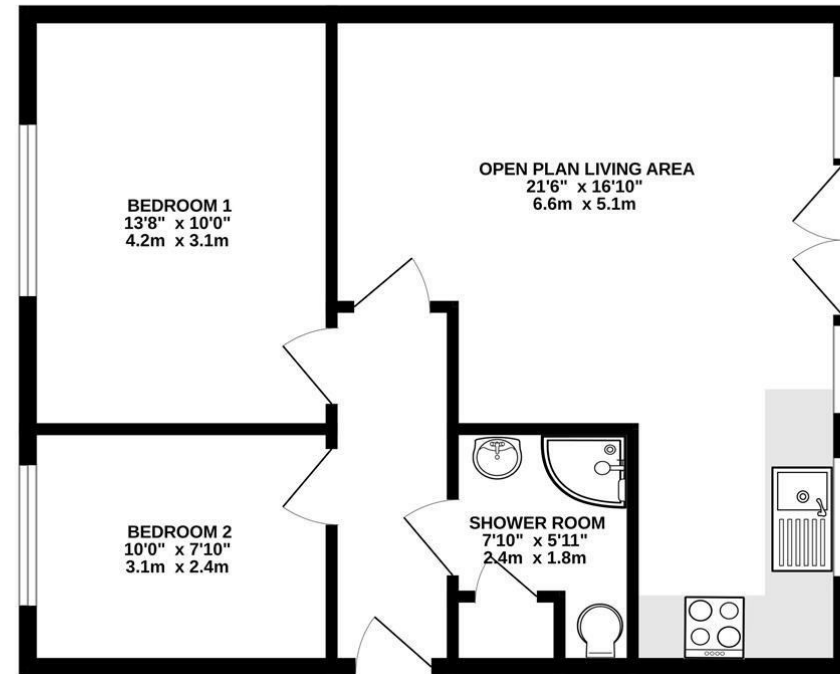 OPEN PLAN LIVING AREA
21'6" x 16'10"
6.6m x 5.1m
BEDROOM 1
13'8" x 10'0"
4.2m x 3.1m
BEDROOM 2
10'0" x 7'10"
3.1m x 2.4m
SHOWER ROOM
7'10" x 5'11"
2.4m x 1.8m